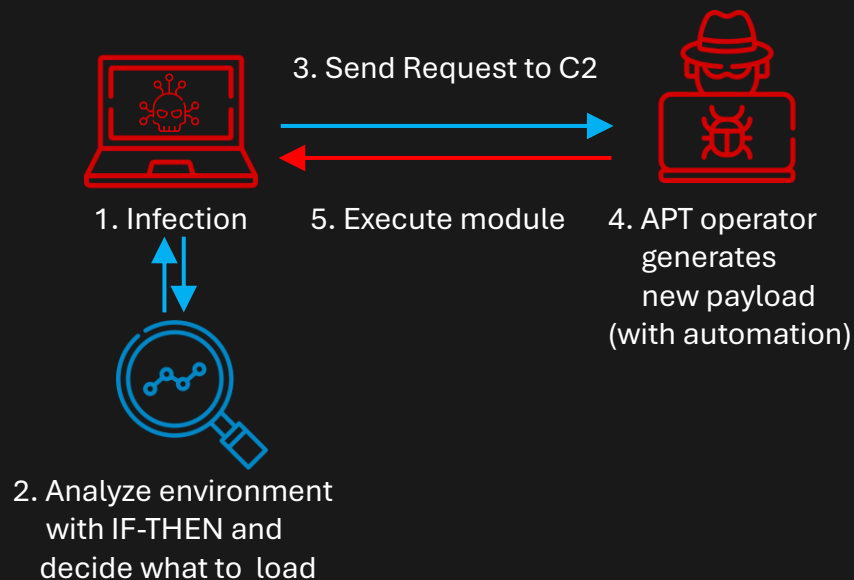 3. Send Request to C2
1. Infection
5. Execute module
4. APT operator
generates
new payload
(with automation)
2. Analyze environment
with IF-THEN and
decide what to load